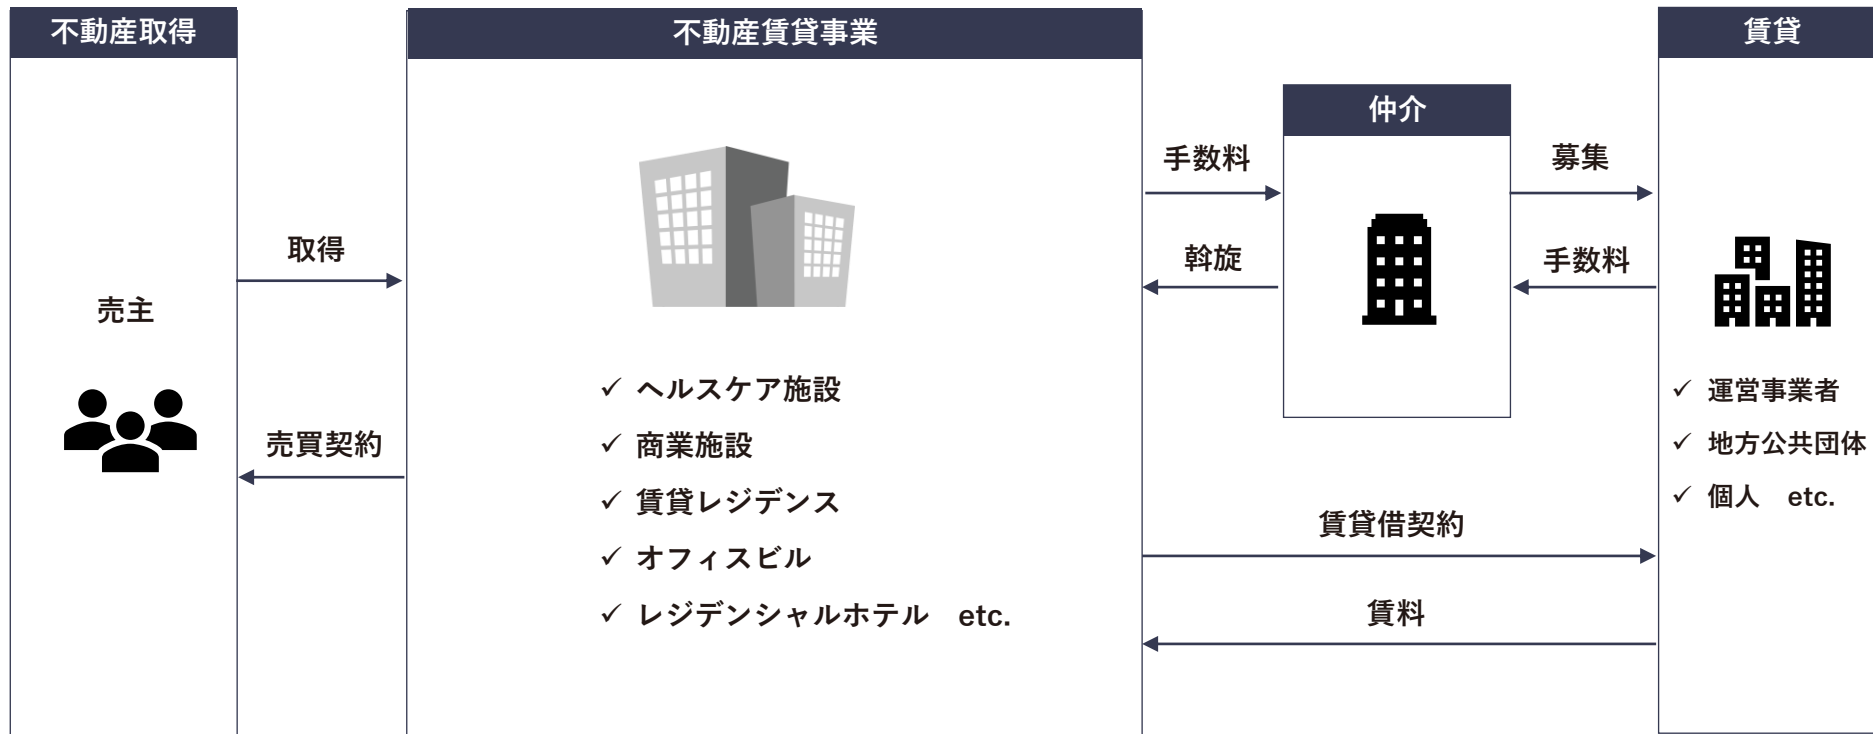 不動産取得
売主
取得
売買契約
不動産賃貸事業
✓ ヘルスケア施設
✓ 商業施設
✓ 賃貸レジデンス
✓ オフィスビル
✓ レジデンシャルホテル　etc.
手数料
斡旋
仲介
募集
手数料
賃貸借契約
賃料
賃貸
✓ 運営事業者
✓ 地方公共団体
✓ 個人　etc.